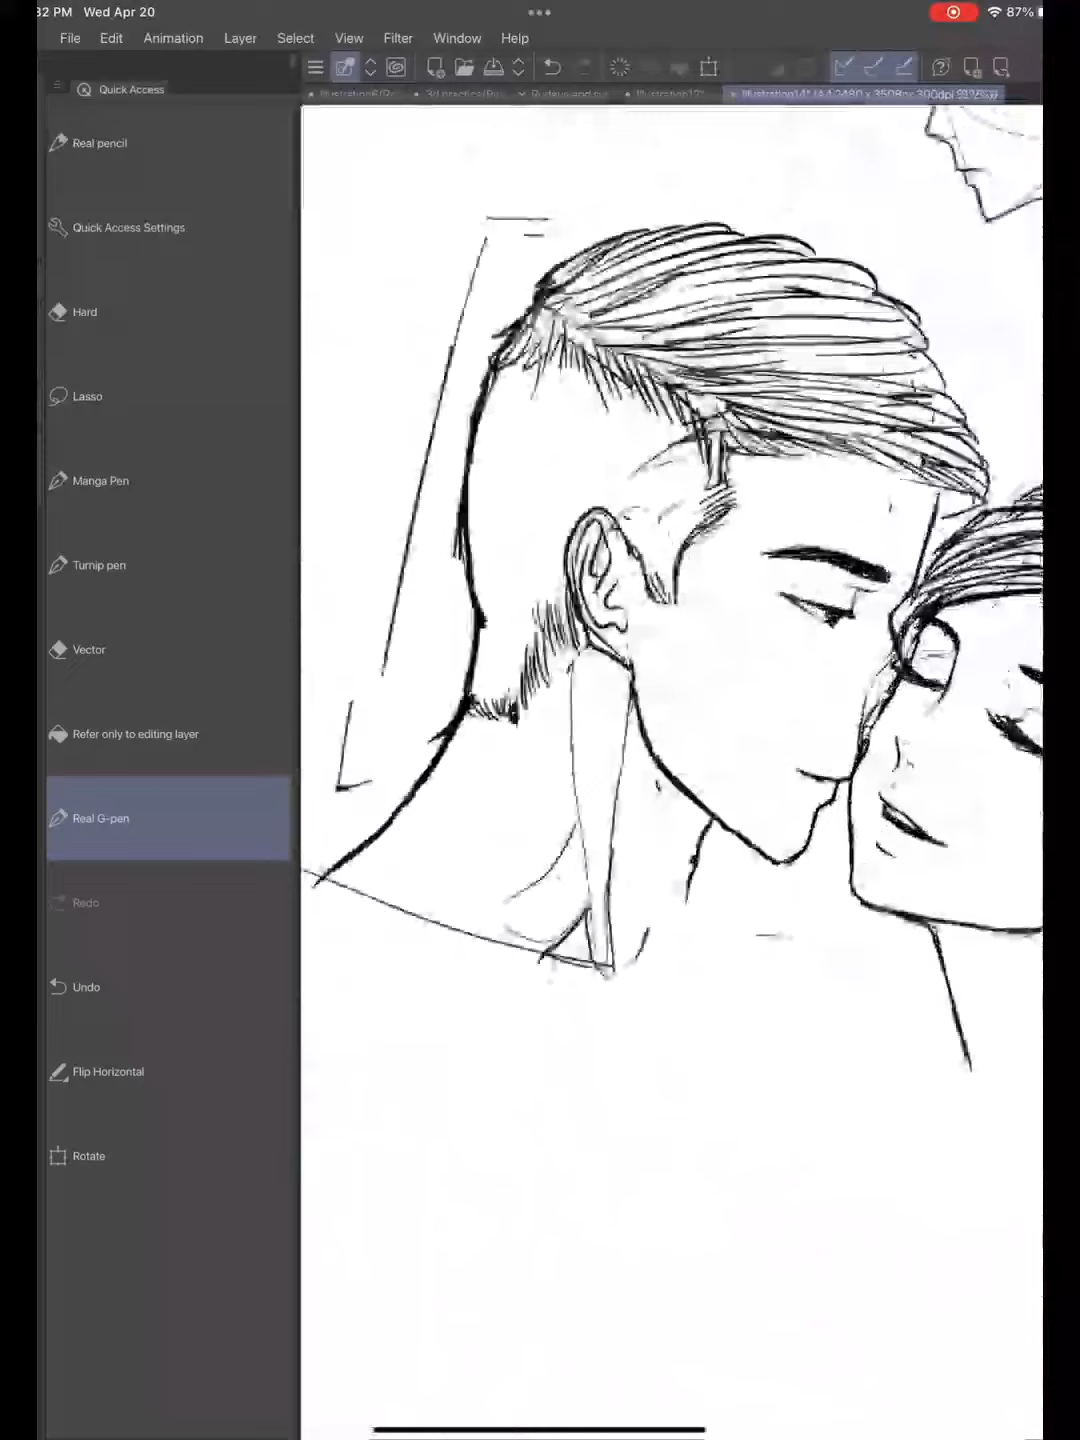 32 PM Wed Apr 20 87%
File Edit Animation Layer Select View Filter Window Help
Quick Access
Real pencil
Quick Access Settings
Hard
Lasso
Manga Pen
Turnip pen
Vector
Refer only to editing layer
Real G-pen
Redo
Undo
Flip Horizontal
Rotate